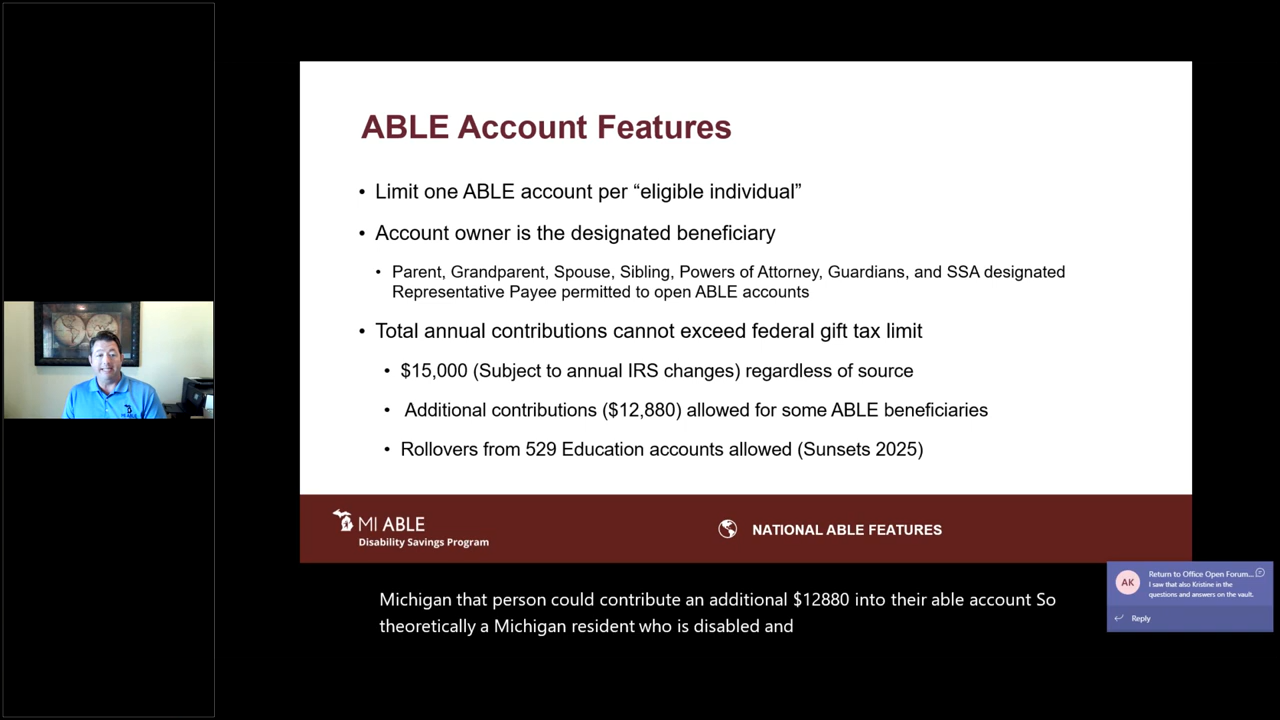 ABLE Account Features
• Limit one ABLE account per “eligible individual”
• Account owner is the designated beneficiary
• Parent, Grandparent, Spouse, Sibling, Powers of Attorney, Guardians, and SSA designated
Representative Payee permitted to open ABLE accounts
• Total annual contributions cannot exceed federal gift tax limit
• $15,000 (Subject to annual IRS changes) regardless of source
• Additional contributions ($12,880) allowed for some ABLE beneficiaries
• Rollovers from 529 Education accounts allowed (Sunsets 2025)
MI ABLE
Disability Savings Program
NATIONAL ABLE FEATURES
Michigan that person could contribute an additional $12880 into their able account So
theoretically a Michigan resident who is disabled and
AK
Return to Office Open Forum...
I saw that also Kristine in the
questions and answers on the vault.
Reply